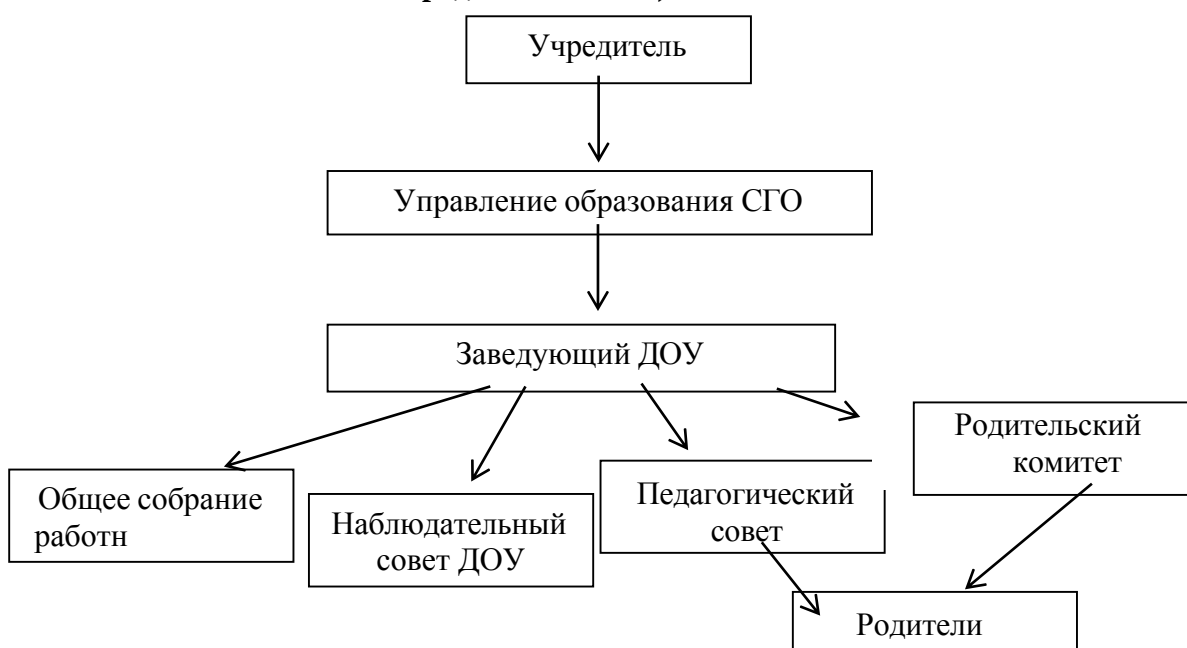 Учредитель
Управление образования СГО
Заведующий ДОУ
Родительский
комитет
Общее собрание
работн
Наблюдательный
совет ДОУ
Педагогический
совет
Родители